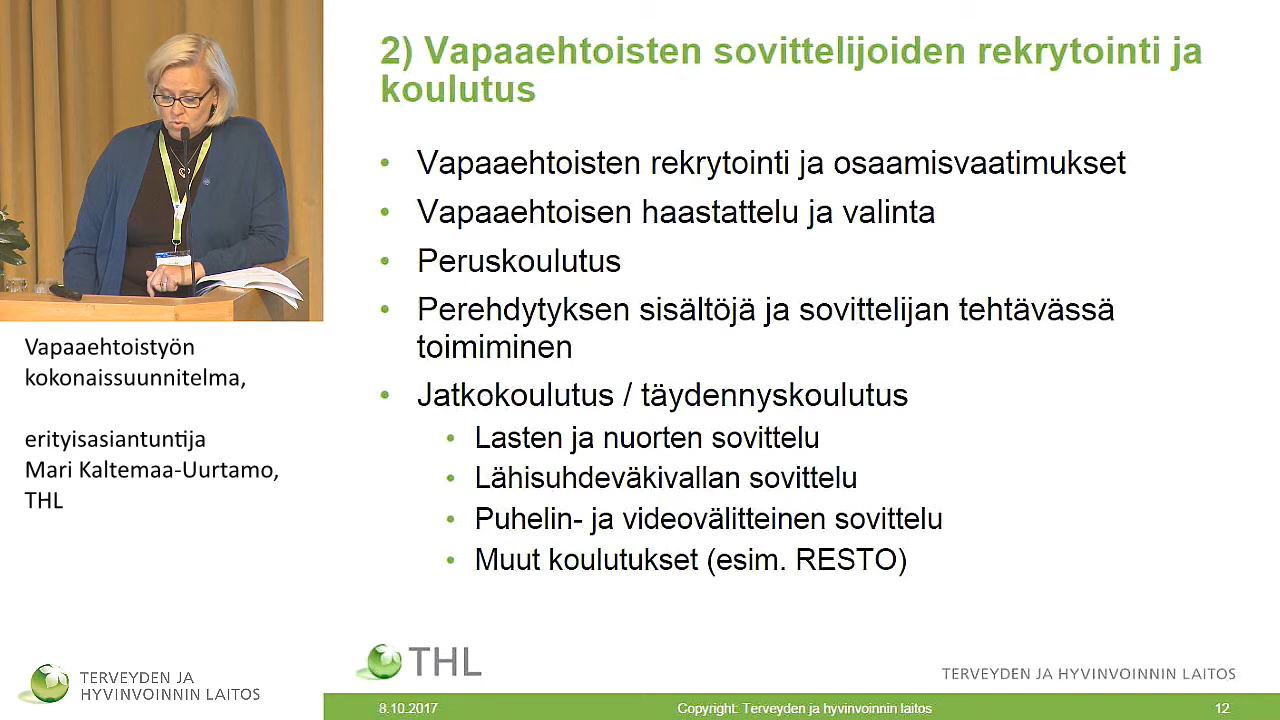 2) Vapaaehtoisten sovittelijoiden rekrytointi ja
koulutus
• Vapaaehtoisten rekrytointi ja osaamisvaatimukset
• Vapaaehtoisen haastattelu ja valinta
• Peruskoulutus
• Perehdytyksen sisältöjä ja sovittelijan tehtävässä
toimiminen
• Jatkokoulutus / täydennyskoulutus
• Lasten ja nuorten sovittelu
• Lähisuhdeväkivallan sovittelu
• Puhelin- ja videovälitteinen sovittelu
• Muut koulutukset (esim. RESTO)
Vapaaehtoistyön
kokonaissuunnitelma,
erityisasiantuntija
Mari Kaltemaa-Uurtamo,
THL
TERVEYDEN JA
HYVINVOINNIN LAITOS
THL
TERVEYDEN JA HYVINVOINNIN LAITOS
8.10.2017
Copyright: Terveyden ja hyvinvoinnin laitos
12